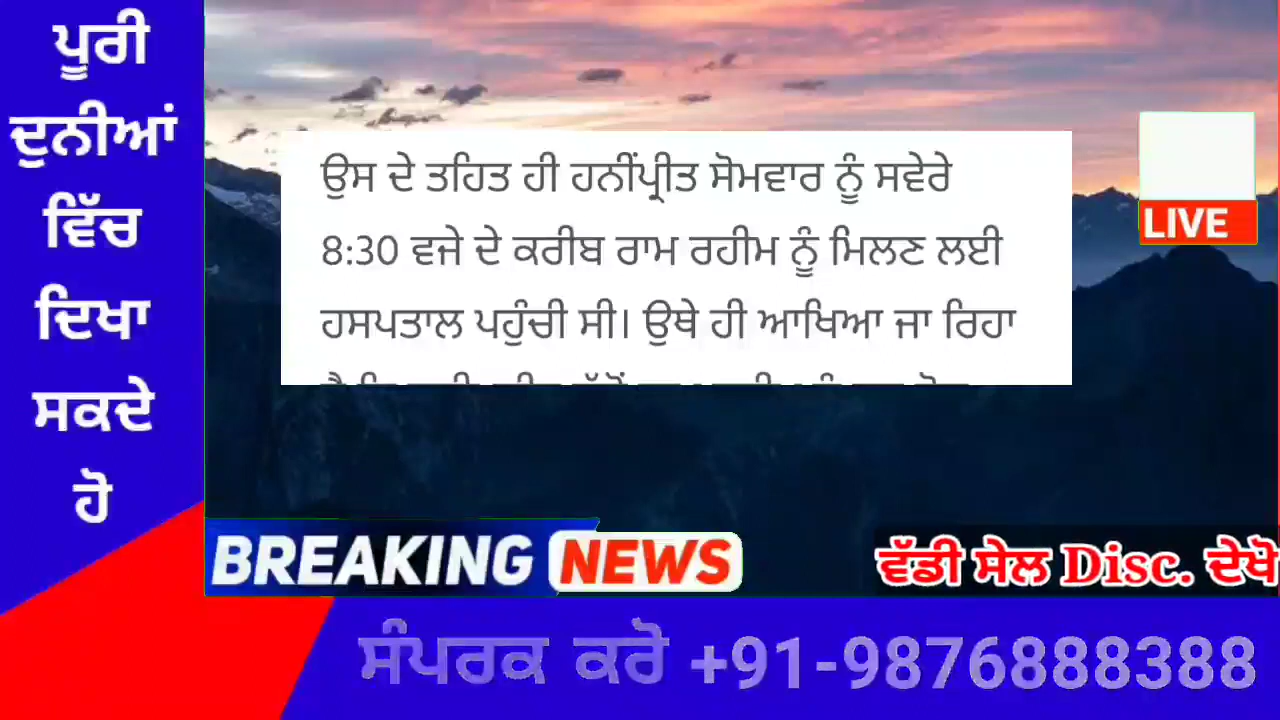 ਪੂਰੀ
ਦੁਨੀਆਂ
ਵਿੱਚ
ਦਿਖਾ
ਸਕਦੇ
ਹੋ
ਉਸ ਦੇ ਤਹਿਤ ਹੀ ਹਨੀਂਪ੍ਰੀਤ ਸੋਮਵਾਰ ਨੂੰ ਸਵੇਰੇ
8:30 ਵਜੇ ਦੇ ਕਰੀਬ ਰਾਮ ਰਹੀਮ ਨੂੰ ਮਿਲਣ ਲਈ
ਹਸਪਤਾਲ ਪਹੁੰਚੀ ਸੀ। ਉਥੇ ਹੀ ਆਖਿਆ ਜਾ ਰਿਹਾ
LIVE
BREAKING NEWS
ਵੱਡੀ ਸੇਲ Disc. ਦੇਖੋ
ਸੰਪਰਕ ਕਰੋ +91-9876888388